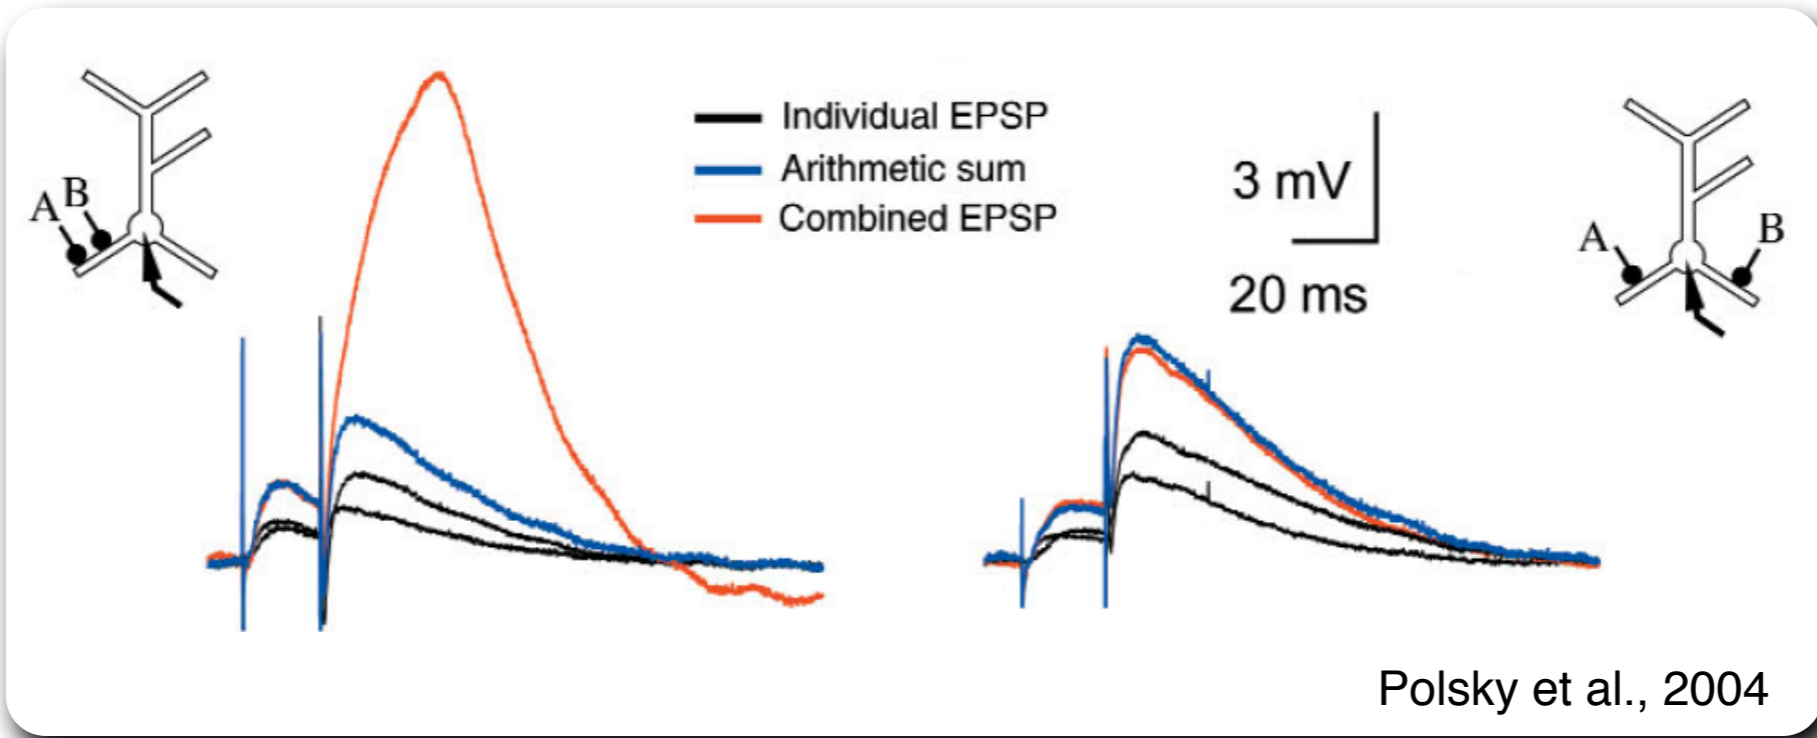 A
B
Individual EPSP
Arithmetic sum
Combined EPSP
3 mV
20 ms
A
B
Polsky et al., 2004